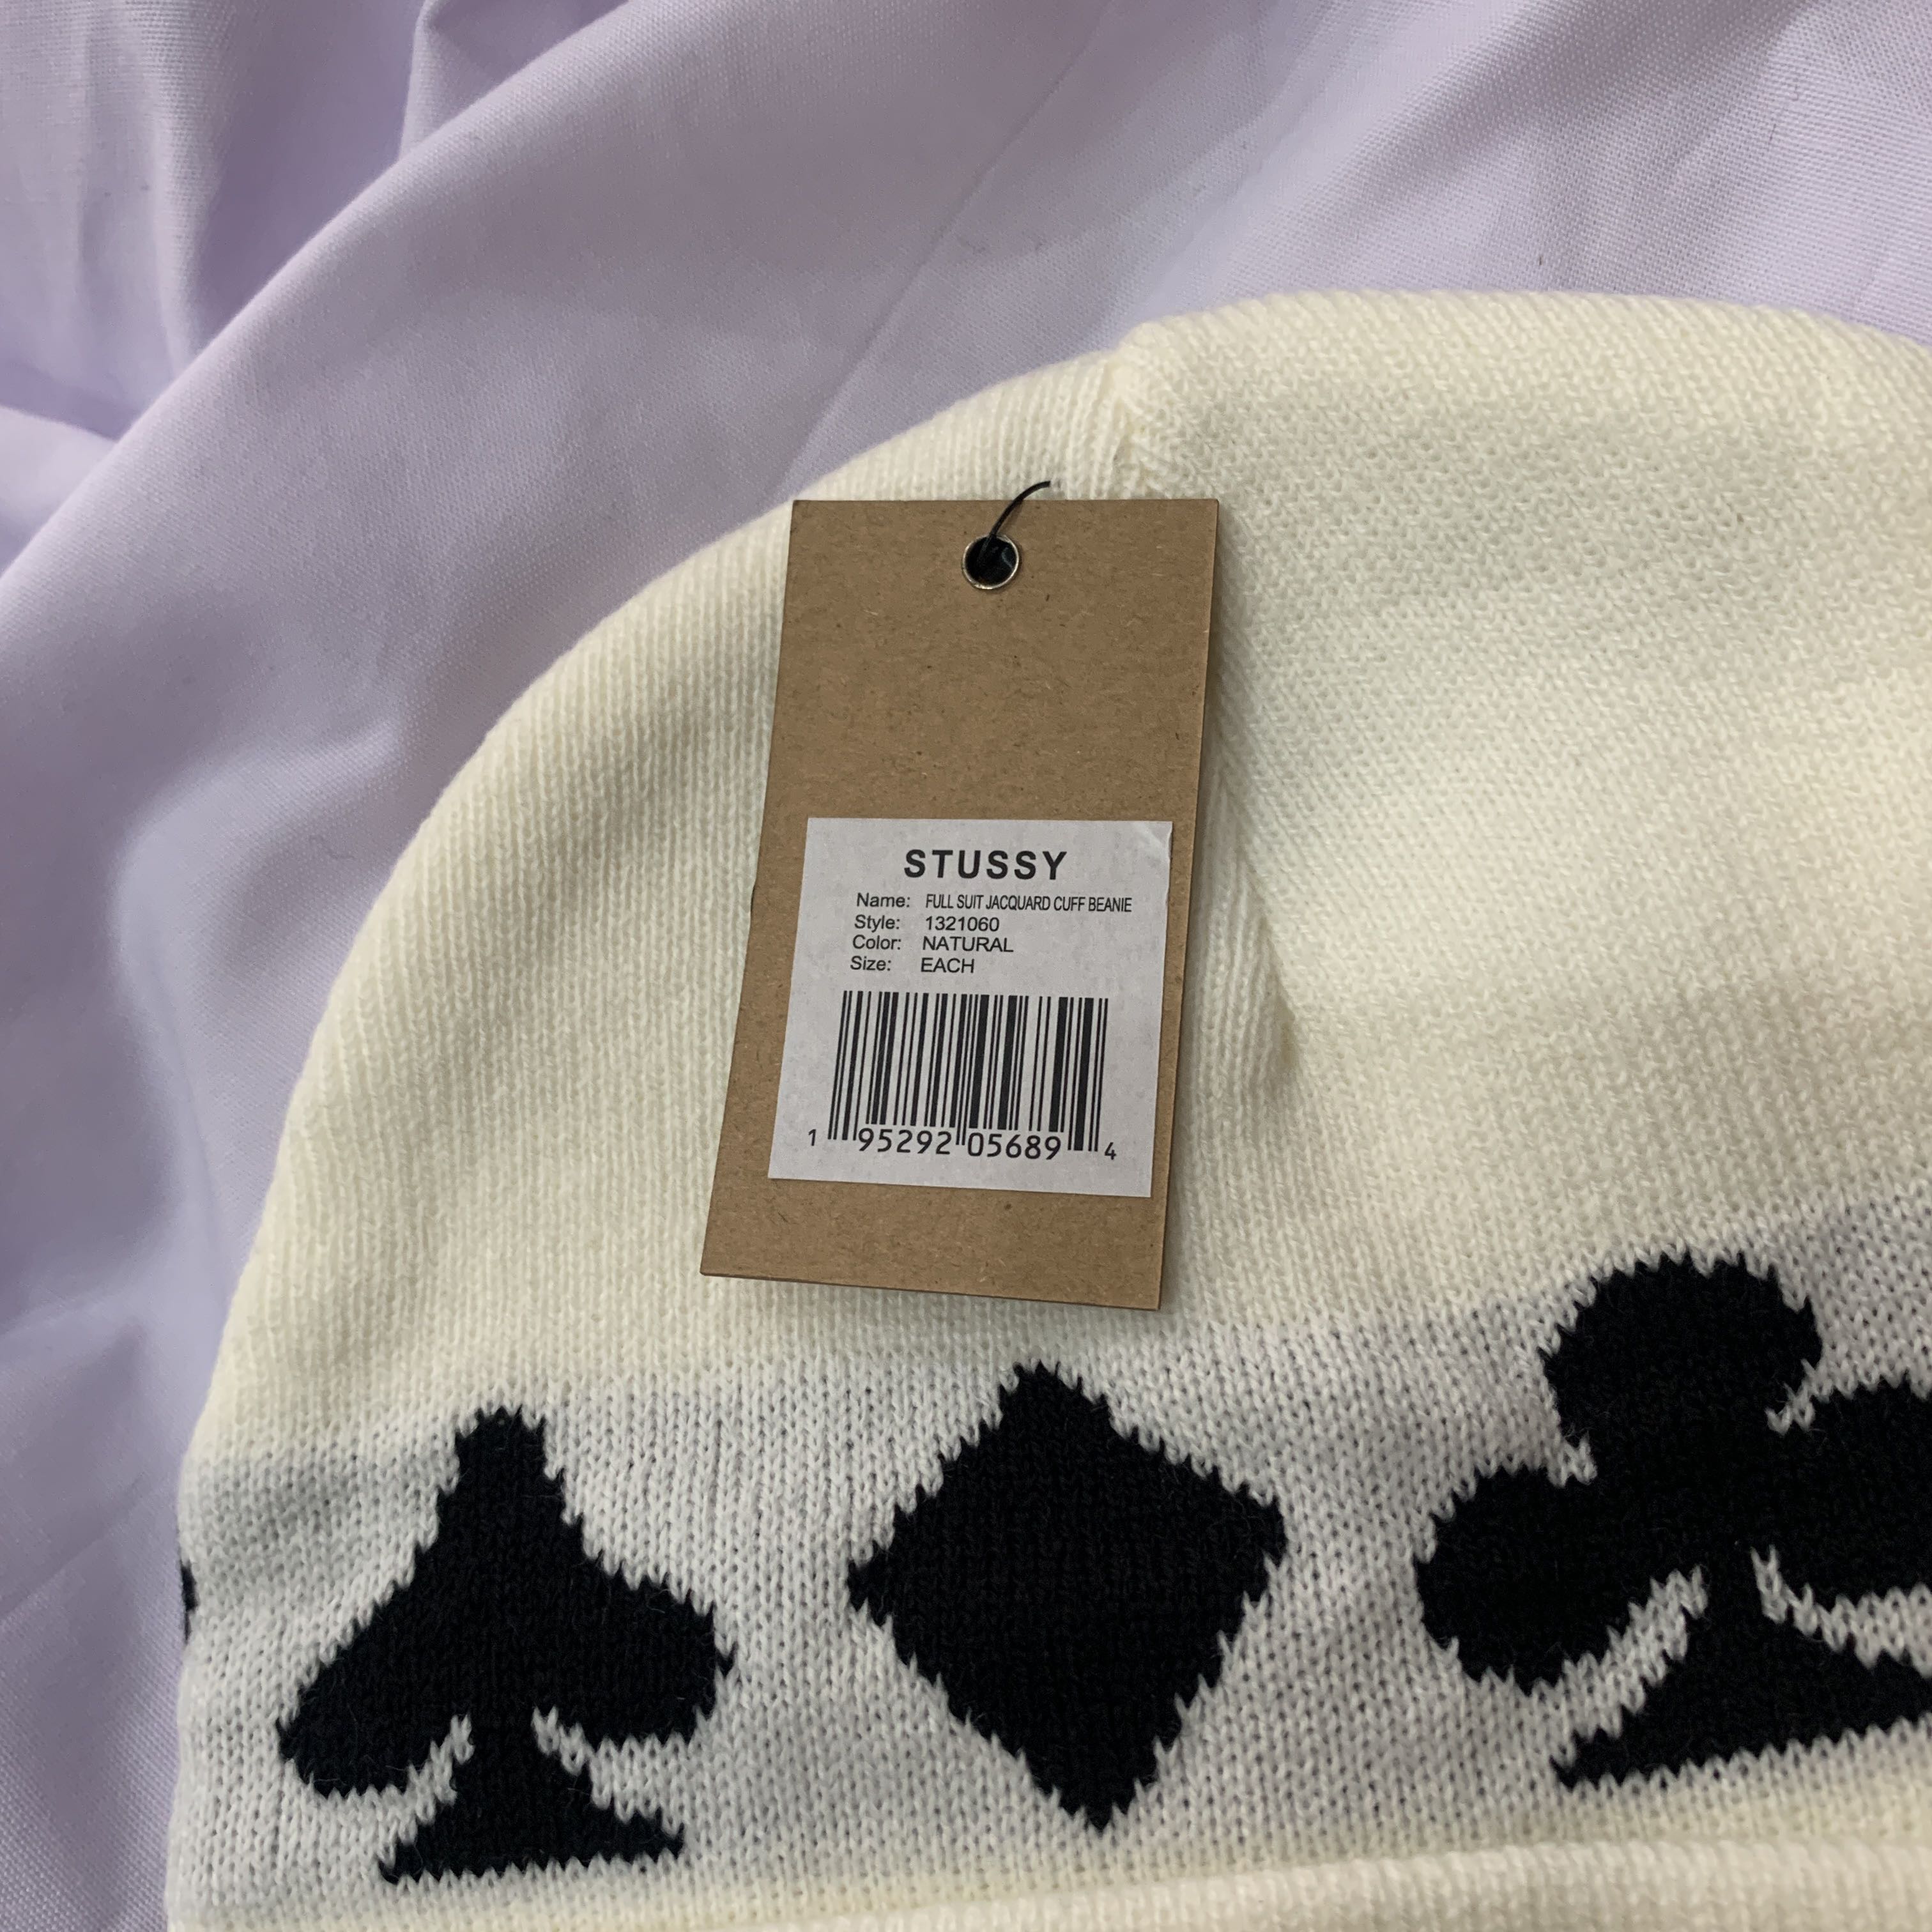 STUSSY
Name: FULL SUIT JACQUARD CUFF BEANIE
Style: 1321060
Color: NATURAL
Size: EACH
1 95292 05689 4